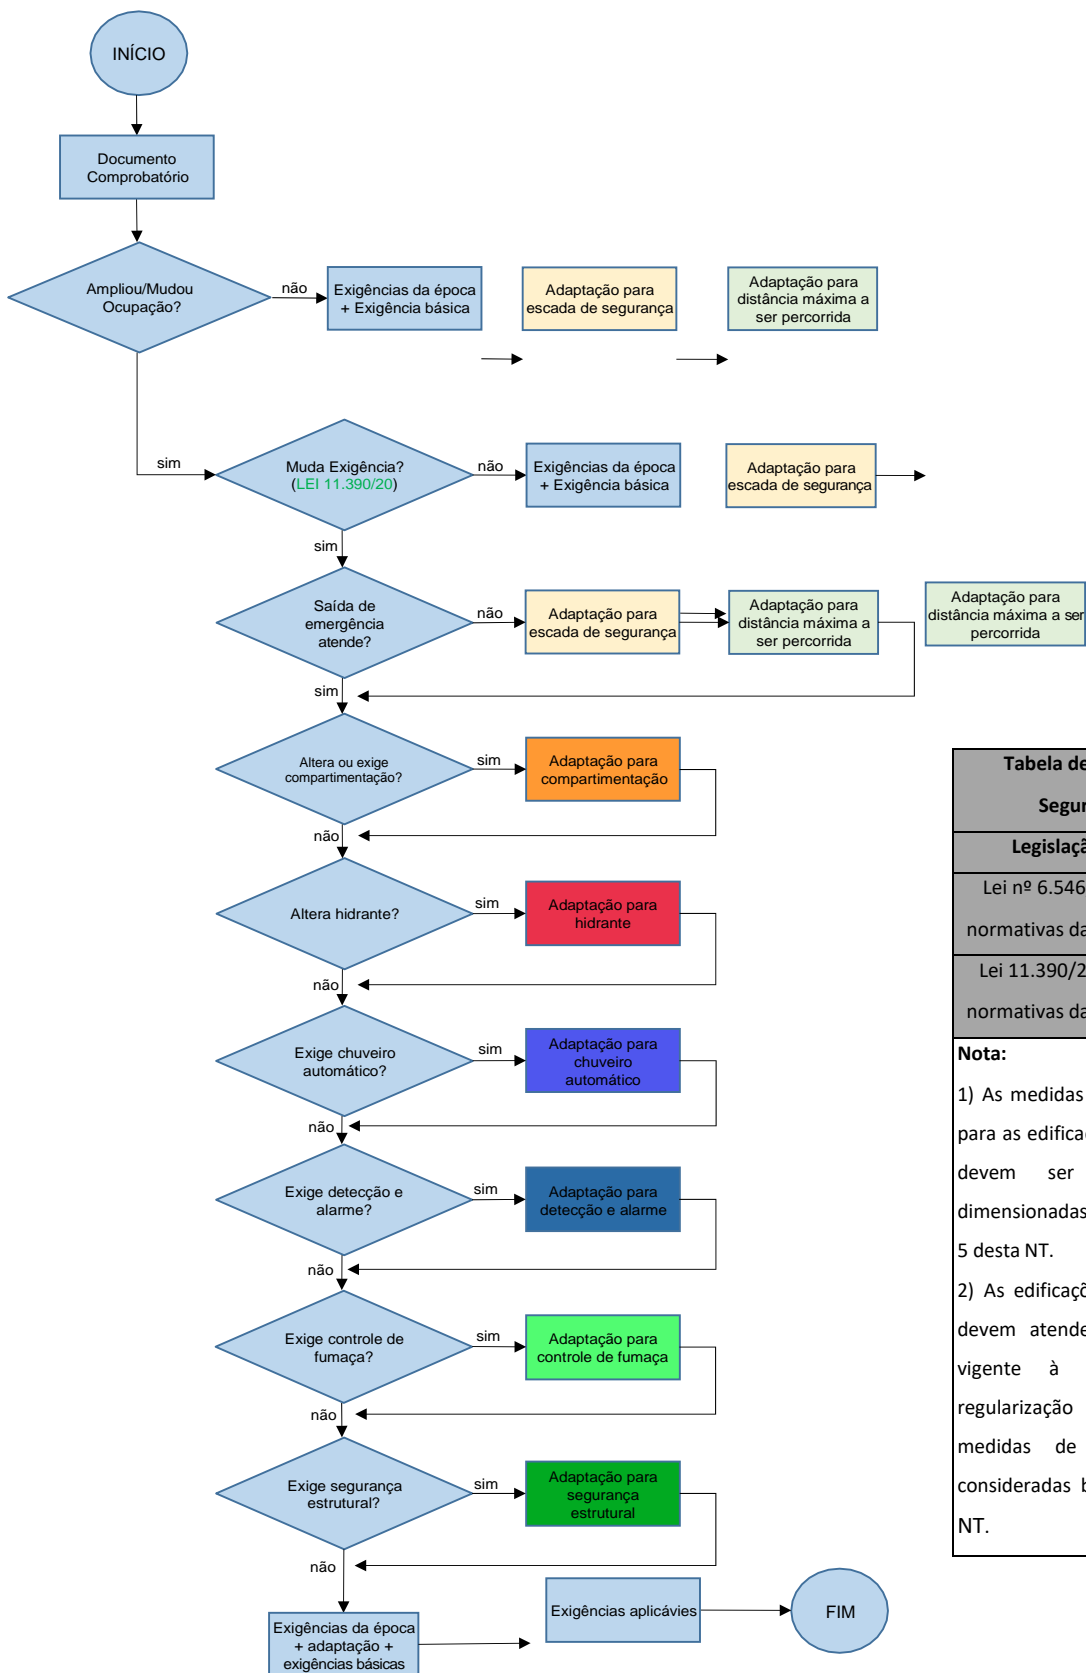 INÍCIO
Documento
Comprobatório
Ampliou/Mudou
Ocupação?
não
Exigências da época
+ Exigência básica
Adaptação para
escada de segurança
Adaptação para
distância máxima a
ser percorrida
sim
Muda Exigência?
(LEI 11.390/20)
não
Exigências da época
+ Exigência básica
Adaptação para
escada de segurança
sim
Saída de
emergência
atende?
não
Adaptação para
escada de segurança
Adaptação para
distância máxima a
ser percorrida
Adaptação para
distância máxima a ser
percorrida
sim
Altera ou exige
compartimentação?
sim
Adaptação para
compartimentação
não
Altera hidrante?
sim
Adaptação para
hidrante
não
Exige chuveiro
automático?
sim
Adaptação para
chuveiro
automático
não
Exige detecção e
alarme?
sim
Adaptação para
detecção e alarme
não
Exige controle de
fumaça?
sim
Adaptação para
controle de fumaça
não
Exige segurança
estrutural?
sim
Adaptação para
segurança
estrutural
não
Exigências da época
+ adaptação +
exigências básicas
Exigências aplicávies
FIM
Tabela de
Segur
Legislaçã
Lei nº 6.546
normativas da
Lei 11.390/2
normativas da
Nota:
1) As medidas
para as edifica
devem ser
dimensionadas
5 desta NT.
2) As edificaçõ
devem atende
vigente à
regularização
medidas de
consideradas b
NT.